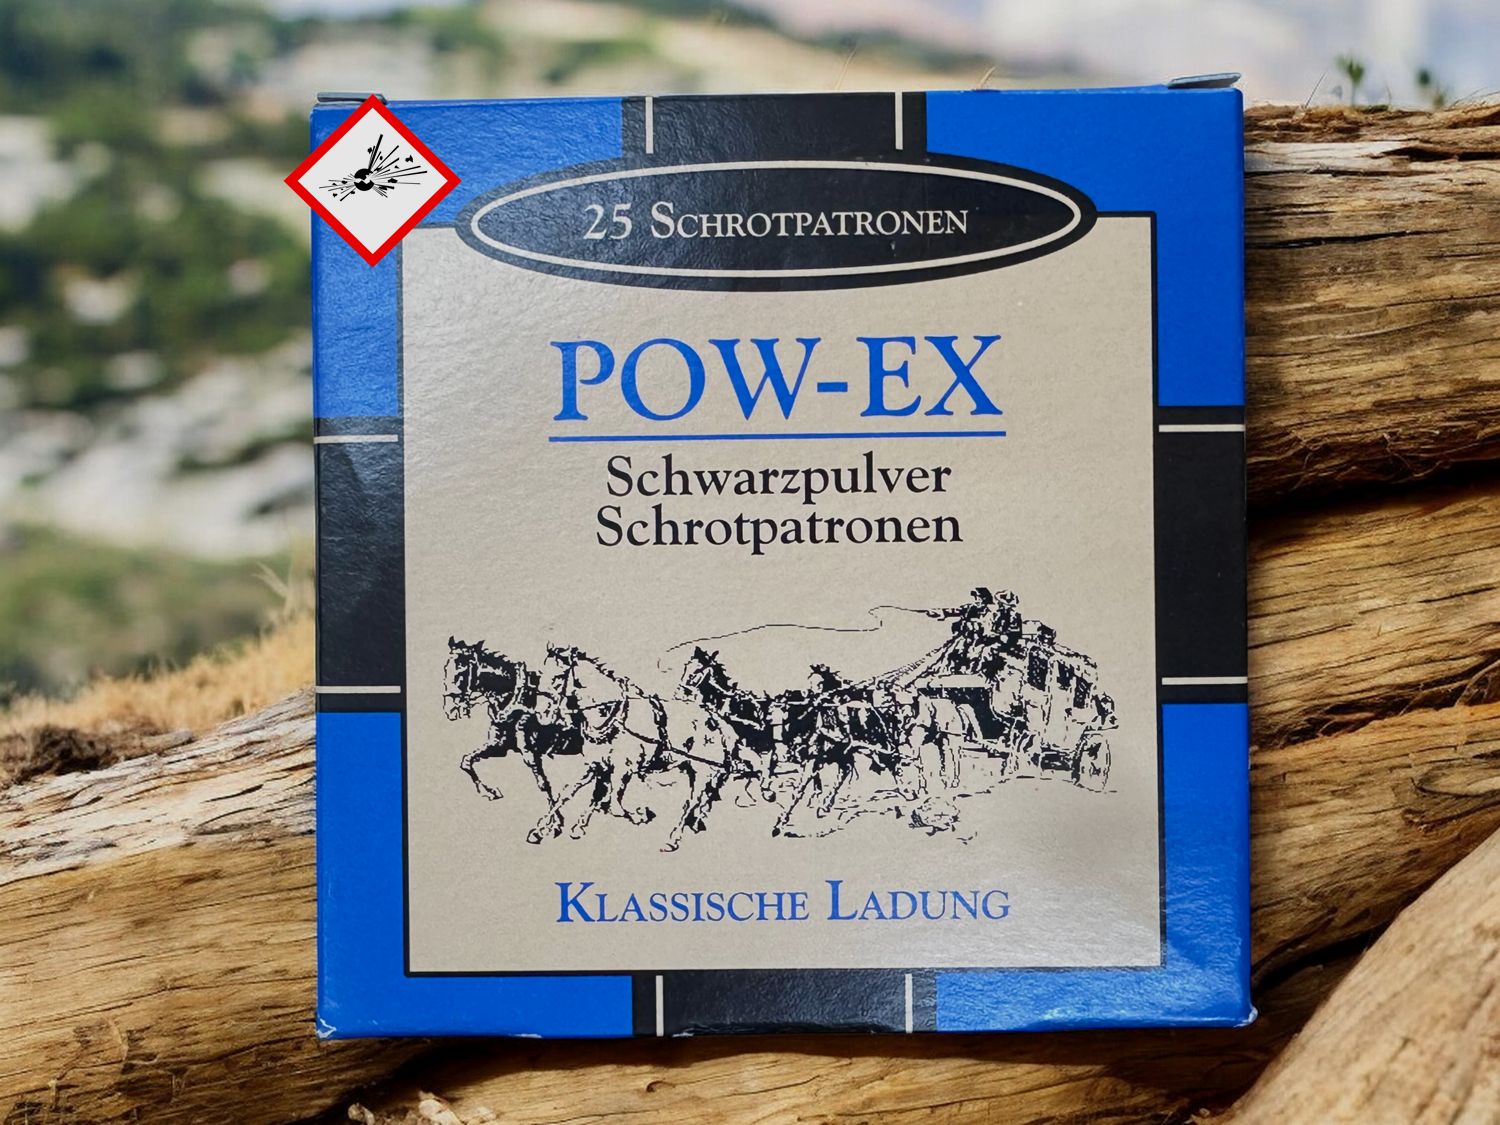 25 SCHROTPATRONEN
POW-EX
Schwarzpulver
Schrotpatronen
KLASSISCHE LADUNG